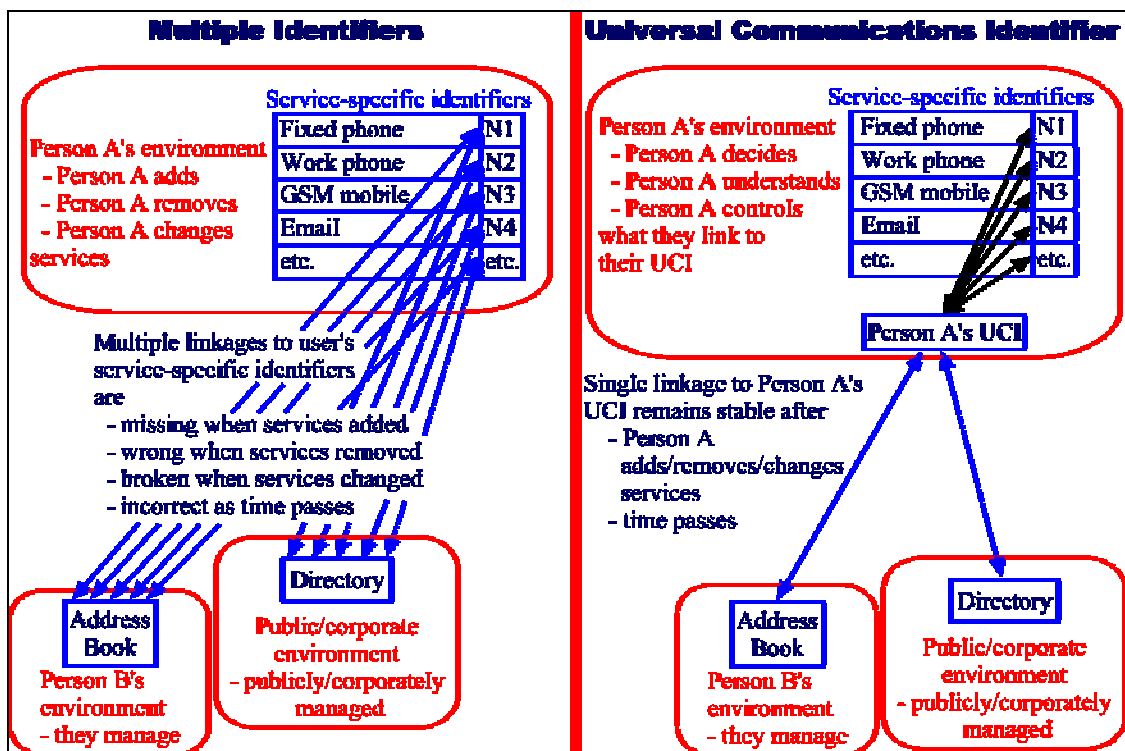 Multiple Identifiers
Service-specific identifiers
Fixed phone N1
Work phone N2
GSM mobile N3
Email N4
etc. etc.
Person A's environment
- Person A adds
- Person A removes
- Person A changes
services
Multiple linkages to user's
service-specific identifiers
are
- missing when services added
- wrong when services removed
- broken when services changed
- incorrect as time passes
Address
Book
Person B's
environment
- they manage
Directory
Public/corporate
environment
- publicly/corporately
managed
Universal Communications Identifier
Service-specific identifiers
Fixed phone N1
Work phone N2
GSM mobile N3
Email N4
etc. etc.
Person A's environment
- Person A decides
- Person A understands
- Person A controls
what they link to
their UCI
Person A's UCI
Single linkage to Person A's
UCI remains stable after
- Person A
adds/removes/changes
services
- time passes
Address
Book
Person B's
environment
- they manage
Directory
Public/corporate
environment
- publicly/corporately
managed